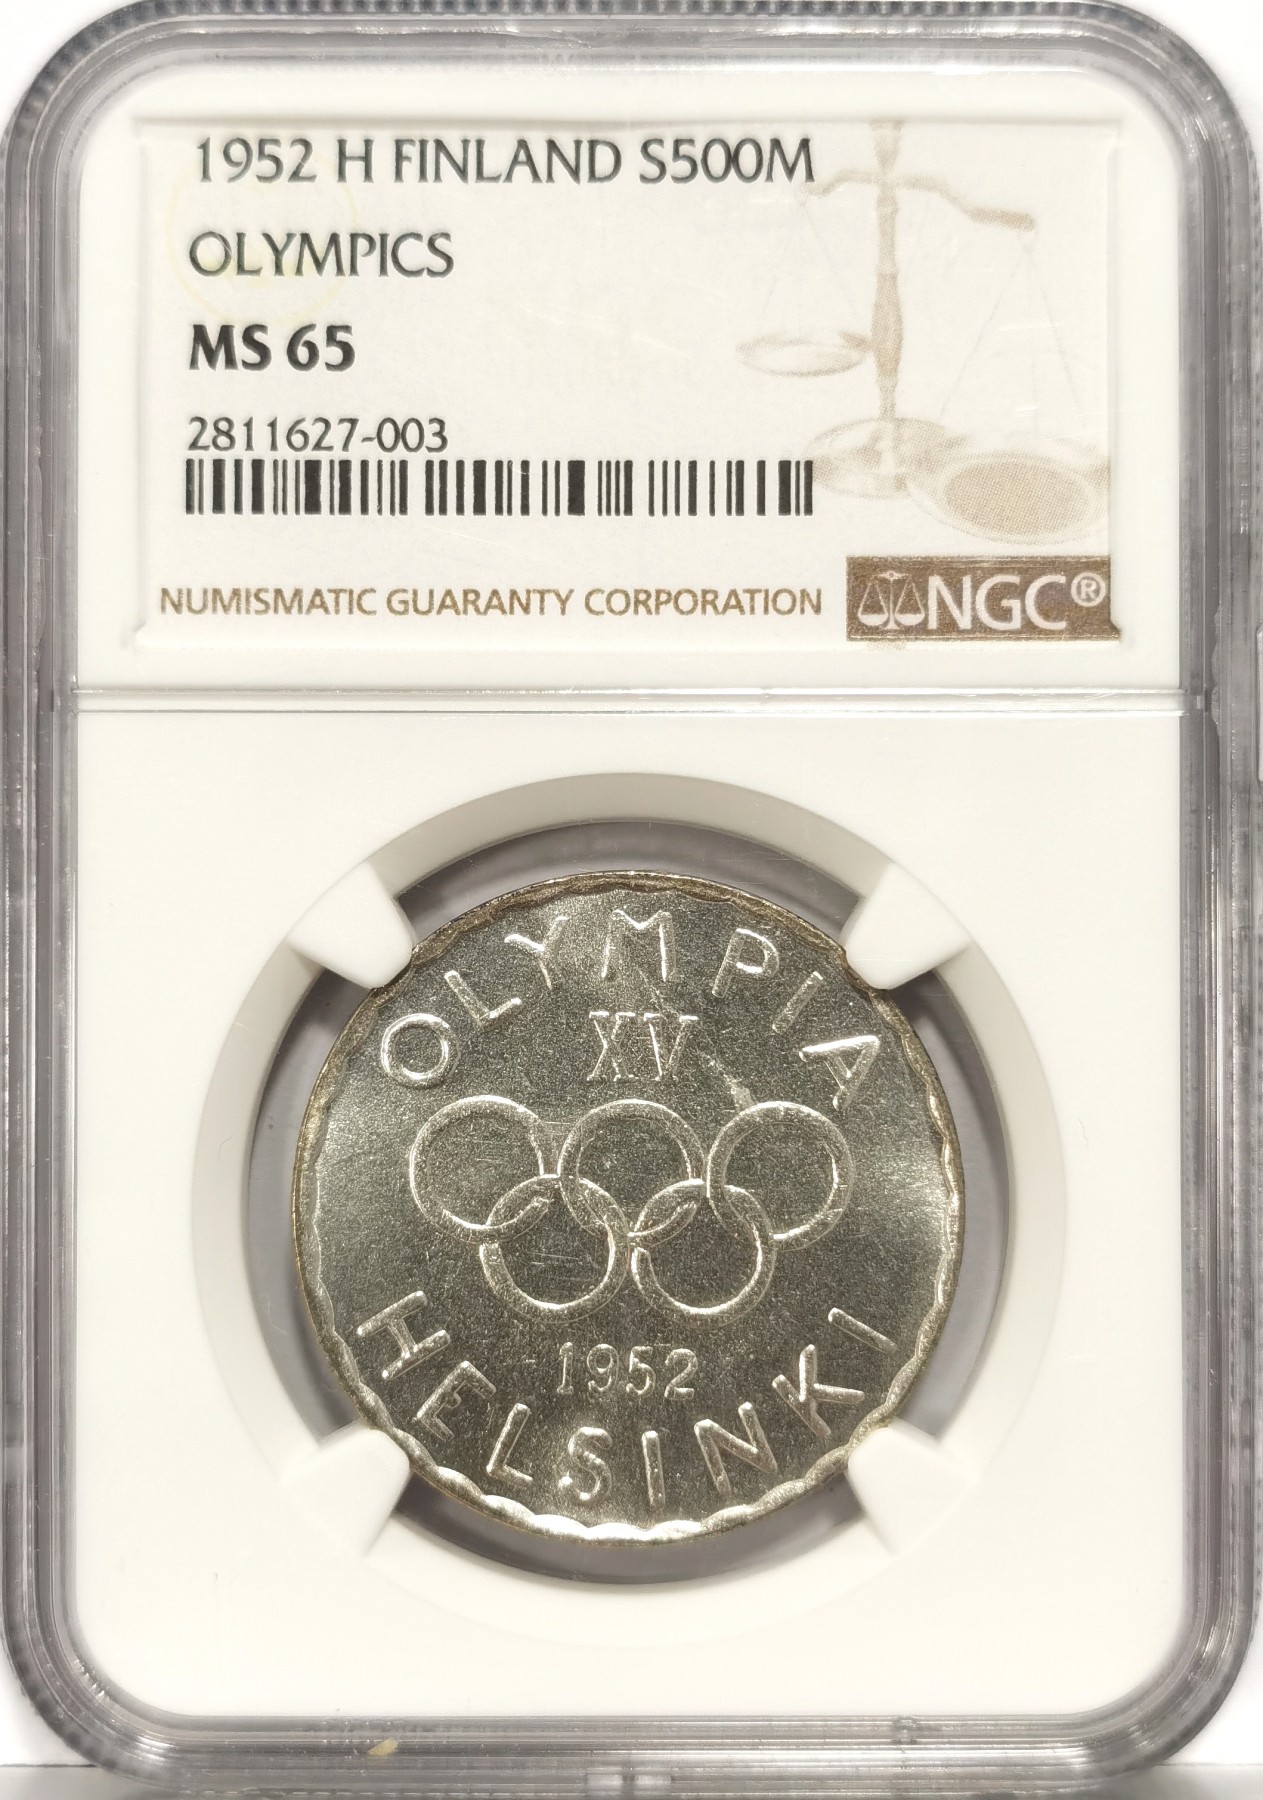 1952 H FINLAND S500M
OLYMPICS
MS 65
2811627-003
NUMISMATIC GUARANTY CORPORATION
NGC®
OLYMPIA
XV
1952
HELSINKI